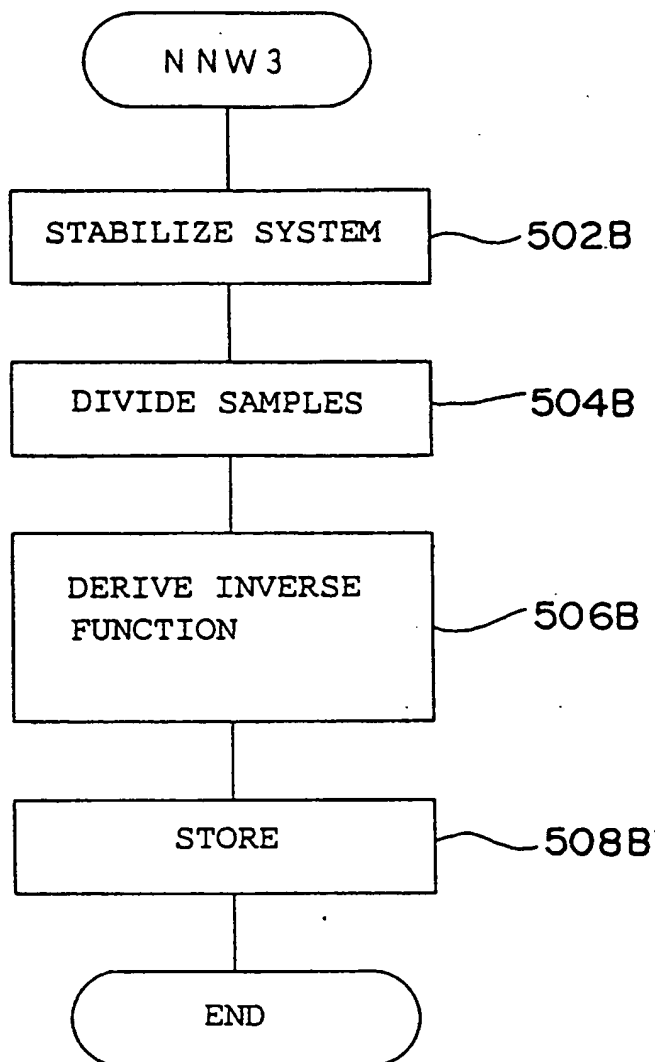 NNW3
STABILIZE SYSTEM
502B
DIVIDE SAMPLES
504B
DERIVE INVERSE
FUNCTION
506B
STORE
508B
END